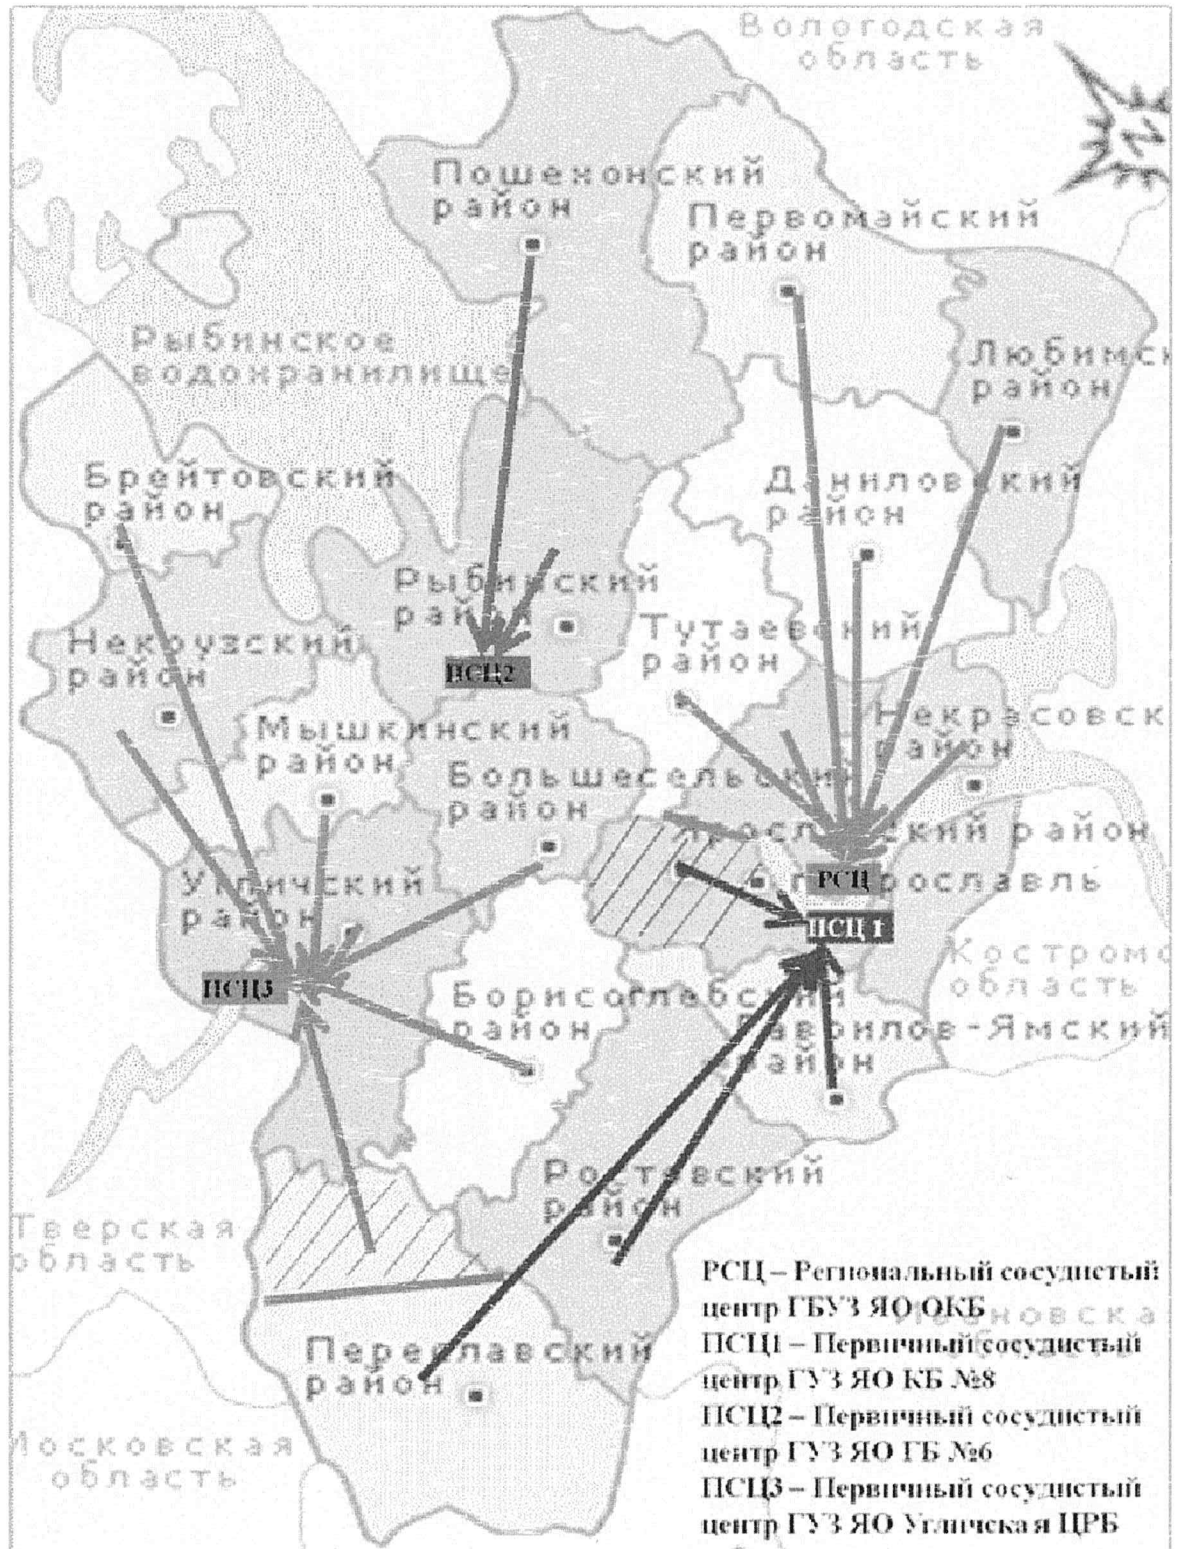 Вологодская
область
Пошехонский
район
Первомайский
район
Рыбинское
водохранилище
Любимск
район
Брейтовский
район
Даниловский
район
Рыбинский
район
Тутаевский
район
Некоузский
район
ПСЦ2
Мышкинский
район
Некрасовск
район
Большесельский
район
Ярославский район
Угличский
район
РСЦ
г. Ярославль
ПСЦ 1
ПСЦ3
Борисоглебский
район
Костромс
область
Гаврилов-Ямский
район
Ростовский
район
Тверская
область
РСЦ – Региональный сосудистый
центр ГБУЗ ЯО ОКБ
Ивановска
ПСЦ1 – Первичный сосудистый
центр ГУЗ ЯО КБ №8
Переславский
район
ПСЦ2 – Первичный сосудистый
центр ГУЗ ЯО ГБ №6
Московская
область
ПСЦ3 – Первичный сосудистый
центр ГУЗ ЯО Угличская ЦРБ